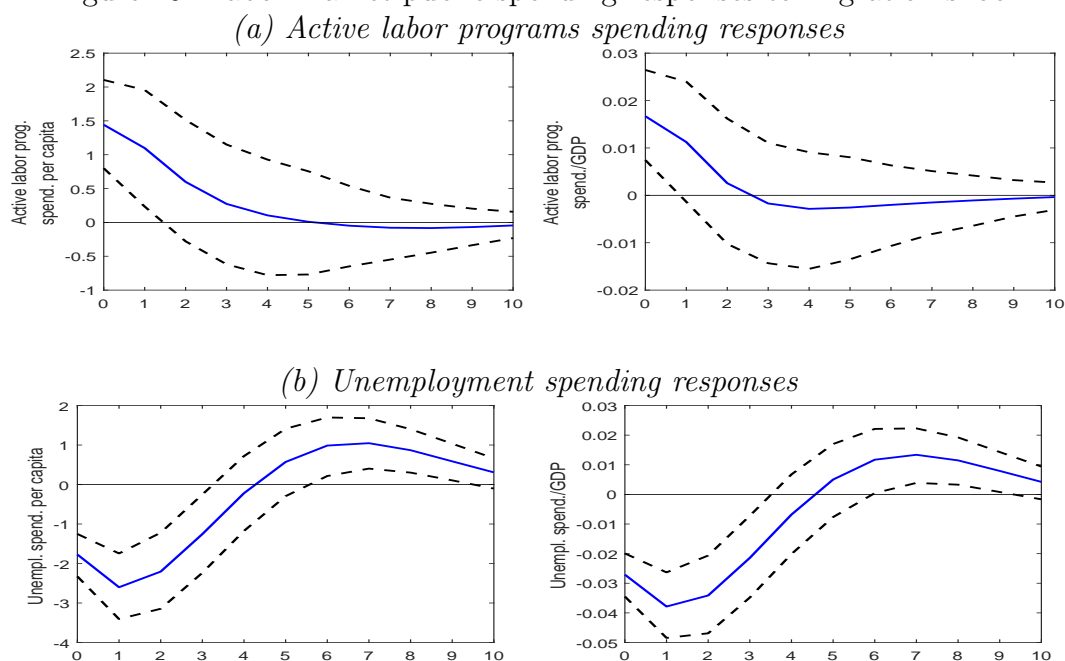 (a) Active labor programs spending responses
2.5
2
1.5
1
0.5
0
-0.5
-1
Active labor prog.
spend. per capita
0 1 2 3 4 5 6 7 8 9 10
0.03
0.02
0.01
0
-0.01
-0.02
Active labor prog.
spend./GDP
0 1 2 3 4 5 6 7 8 9 10
(b) Unemployment spending responses
2
1
0
-1
-2
-3
-4
Unempl. spend. per capita
0 1 2 3 4 5 6 7 8 9 10
0.03
0.02
0.01
0
-0.01
-0.02
-0.03
-0.04
-0.05
Unempl. spend./GDP
0 1 2 3 4 5 6 7 8 9 10